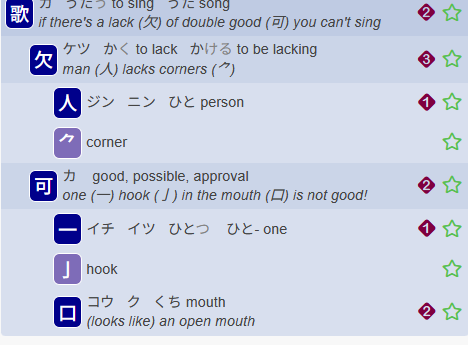 歌 カ うたう to sing うた song
if there's a lack (欠) of double good (可) you can't sing 2
欠 ケツ かく to lack かける to be lacking
man (人) lacks corners (⺈) 3
人 ジン ニン ひと person 1
⺈ corner
可 カ good, possible, approval
one (一) hook (亅) in the mouth (口) is not good! 2
一 イチ イツ ひとつ ひと- one 1
亅 hook
口 コウ ク くち mouth
(looks like) an open mouth 2